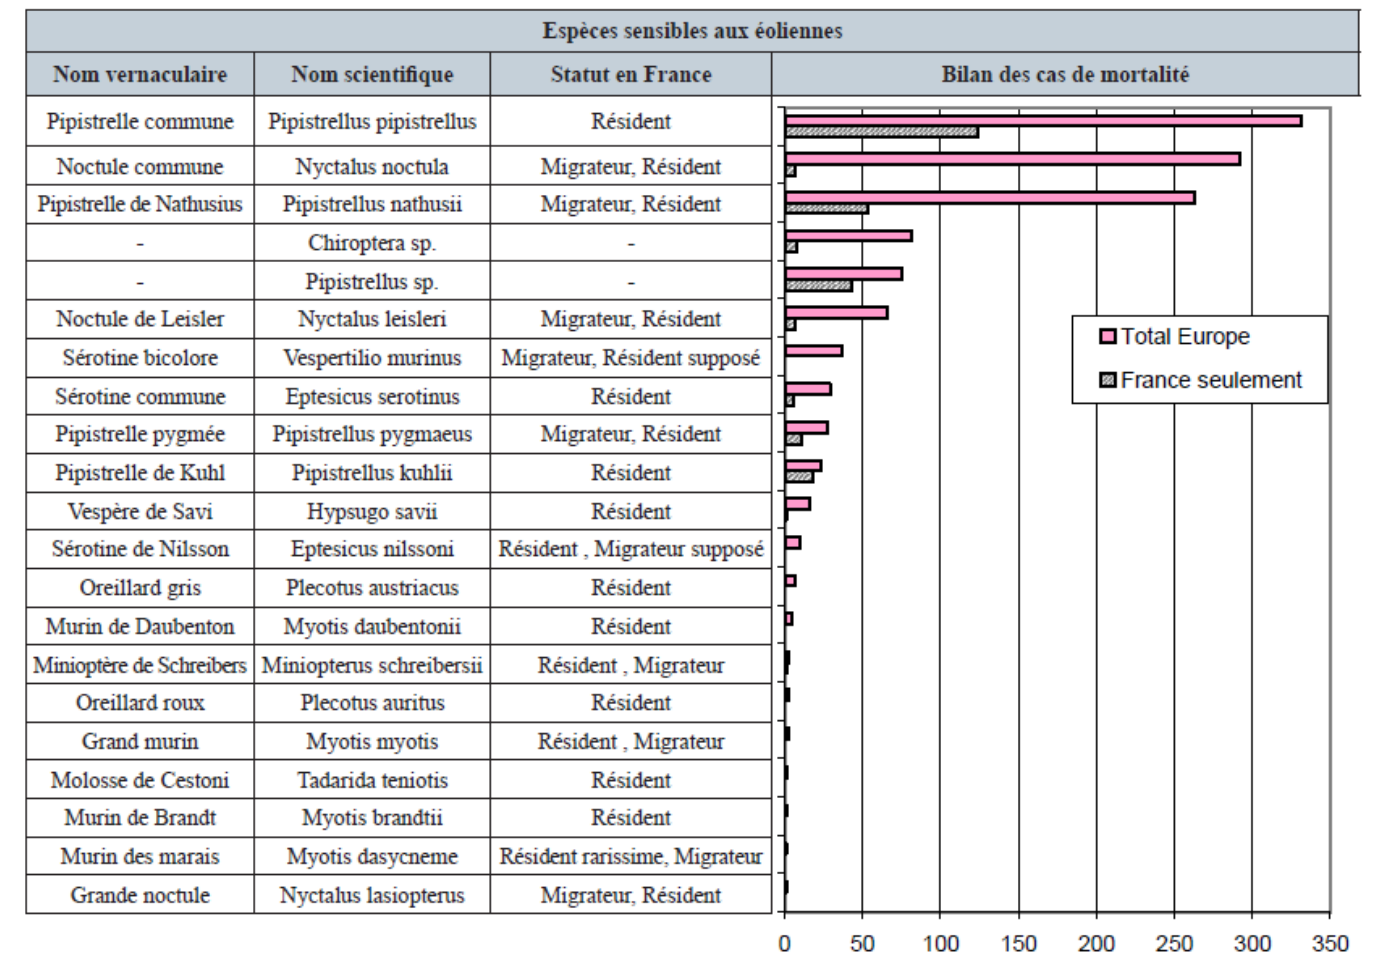 Espèces sensibles aux éoliennes
Nom vernaculaire Nom scientifique Statut en France Bilan des cas de mortalité
Pipistrelle commune Pipistrellus pipistrellus Résident
Noctule commune Nyctalus noctula Migrateur, Résident
Pipistrelle de Nathusius Pipistrellus nathusii Migrateur, Résident
- Chiroptera sp. -
- Pipistrellus sp. -
Noctule de Leisler Nyctalus leisleri Migrateur, Résident
Total Europe
Sérotine bicolore Vespertilio murinus Migrateur, Résident supposé
France seulement
Sérotine commune Eptesicus serotinus Résident
Pipistrelle pygmée Pipistrellus pygmaeus Migrateur, Résident
Pipistrelle de Kuhl Pipistrellus kuhlii Résident
Vespère de Savi Hypsugo savii Résident
Sérotine de Nilsson Eptesicus nilssoni Résident , Migrateur supposé
Oreillard gris Plecotus austriacus Résident
Murin de Daubenton Myotis daubentonii Résident
Minioptère de Schreibers Miniopterus schreibersii Résident , Migrateur
Oreillard roux Plecotus auritus Résident
Grand murin Myotis myotis Résident , Migrateur
Molosse de Cestoni Tadarida teniotis Résident
Murin de Brandt Myotis brandtii Résident
Murin des marais Myotis dasycneme Résident rarissime, Migrateur
Grande noctule Nyctalus lasiopterus Migrateur, Résident
0 50 100 150 200 250 300 350